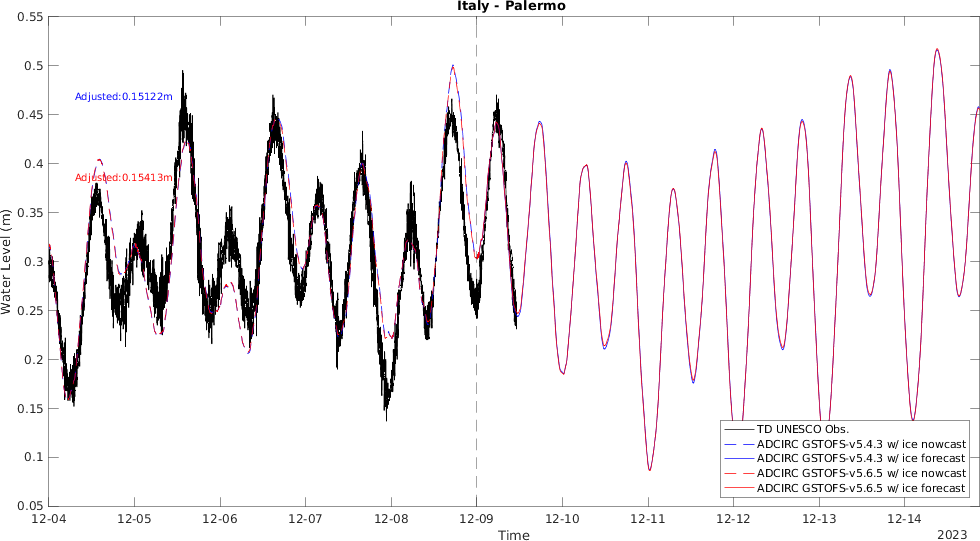 Italy - Palermo
0.55
0.5
0.45
0.4
0.35
0.3
0.25
0.2
0.15
0.1
0.05
Water Level (m)
Adjusted:0.15122m
Adjusted:0.15413m
TD UNESCO Obs.
ADCIRC GSTOFS-v5.4.3 w/ ice nowcast
ADCIRC GSTOFS-v5.4.3 w/ ice forecast
ADCIRC GSTOFS-v5.6.5 w/ ice nowcast
ADCIRC GSTOFS-v5.6.5 w/ ice forecast
12-04 12-05 12-06 12-07 12-08 12-09 12-10 12-11 12-12 12-13 12-14
Time
2023